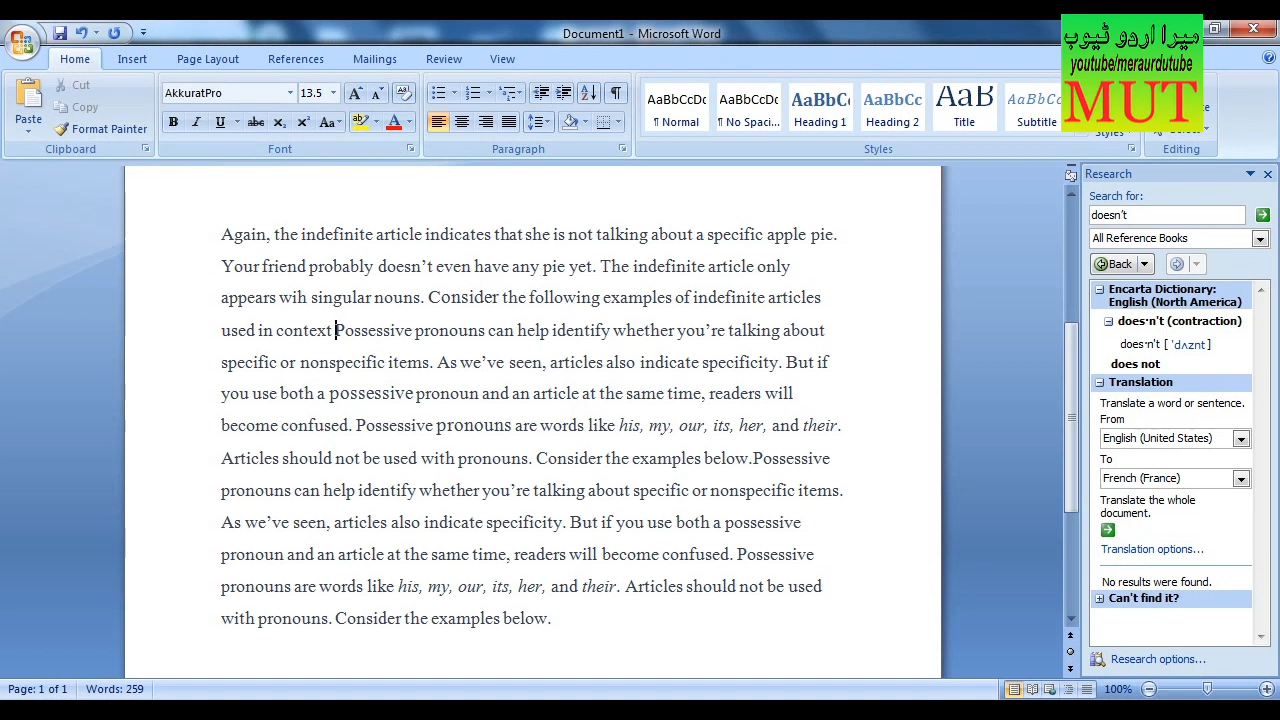 Document1 - Microsoft Word
میرا اردو ٹیوب
youtube/meraurdutube
MUT
Home Insert Page Layout References Mailings Review View
Paste
Cut
Copy
Format Painter
Clipboard
AkkuratPro 13.5
Font
Paragraph
AaBbCcDc AaBbCcDc AaBbC AaBbCc AaB AaBbCc
¶ Normal ¶ No Spaci... Heading 1 Heading 2 Title Subtitle
Styles
Styles
Editing
Again, the indefinite article indicates that she is not talking about a specific apple pie.
Your friend probably doesn’t even have any pie yet. The indefinite article only
appears wih singular nouns. Consider the following examples of indefinite articles
used in context Possessive pronouns can help identify whether you’re talking about
specific or nonspecific items. As we’ve seen, articles also indicate specificity. But if
you use both a possessive pronoun and an article at the same time, readers will
become confused. Possessive pronouns are words like his, my, our, its, her, and their.
Articles should not be used with pronouns. Consider the examples below.Possessive
pronouns can help identify whether you’re talking about specific or nonspecific items.
As we’ve seen, articles also indicate specificity. But if you use both a possessive
pronoun and an article at the same time, readers will become confused. Possessive
pronouns are words like his, my, our, its, her, and their. Articles should not be used
with pronouns. Consider the examples below.
Research
Search for:
doesn't
All Reference Books
Back
Encarta Dictionary:
English (North America)
does·n't (contraction)
does·n't [ 'dʌznt ]
does not
Translation
Translate a word or sentence.
From
English (United States)
To
French (France)
Translate the whole
document.
Translation options...
No results were found.
Can't find it?
Research options...
Page: 1 of 1 Words: 259
100%